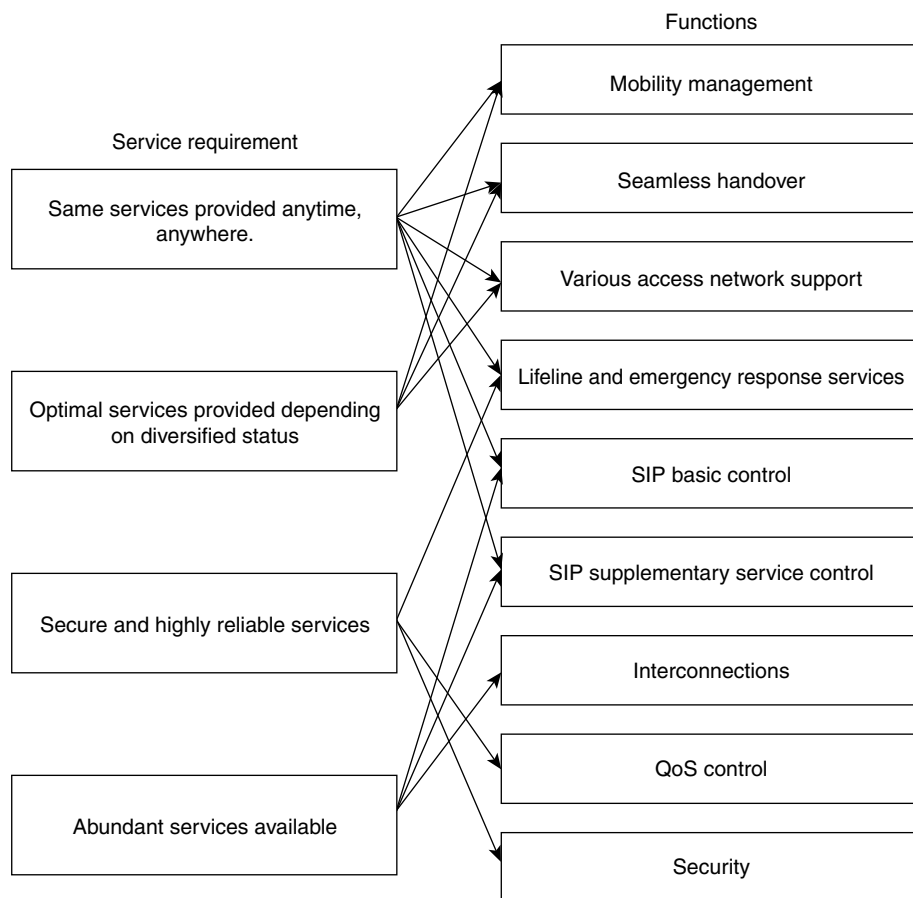 Functions
Mobility management
Service requirement
Seamless handover
Same services provided anytime,
anywhere.
Various access network support
Lifeline and emergency response services
Optimal services provided depending
on diversified status
SIP basic control
SIP supplementary service control
Secure and highly reliable services
Interconnections
QoS control
Abundant services available
Security